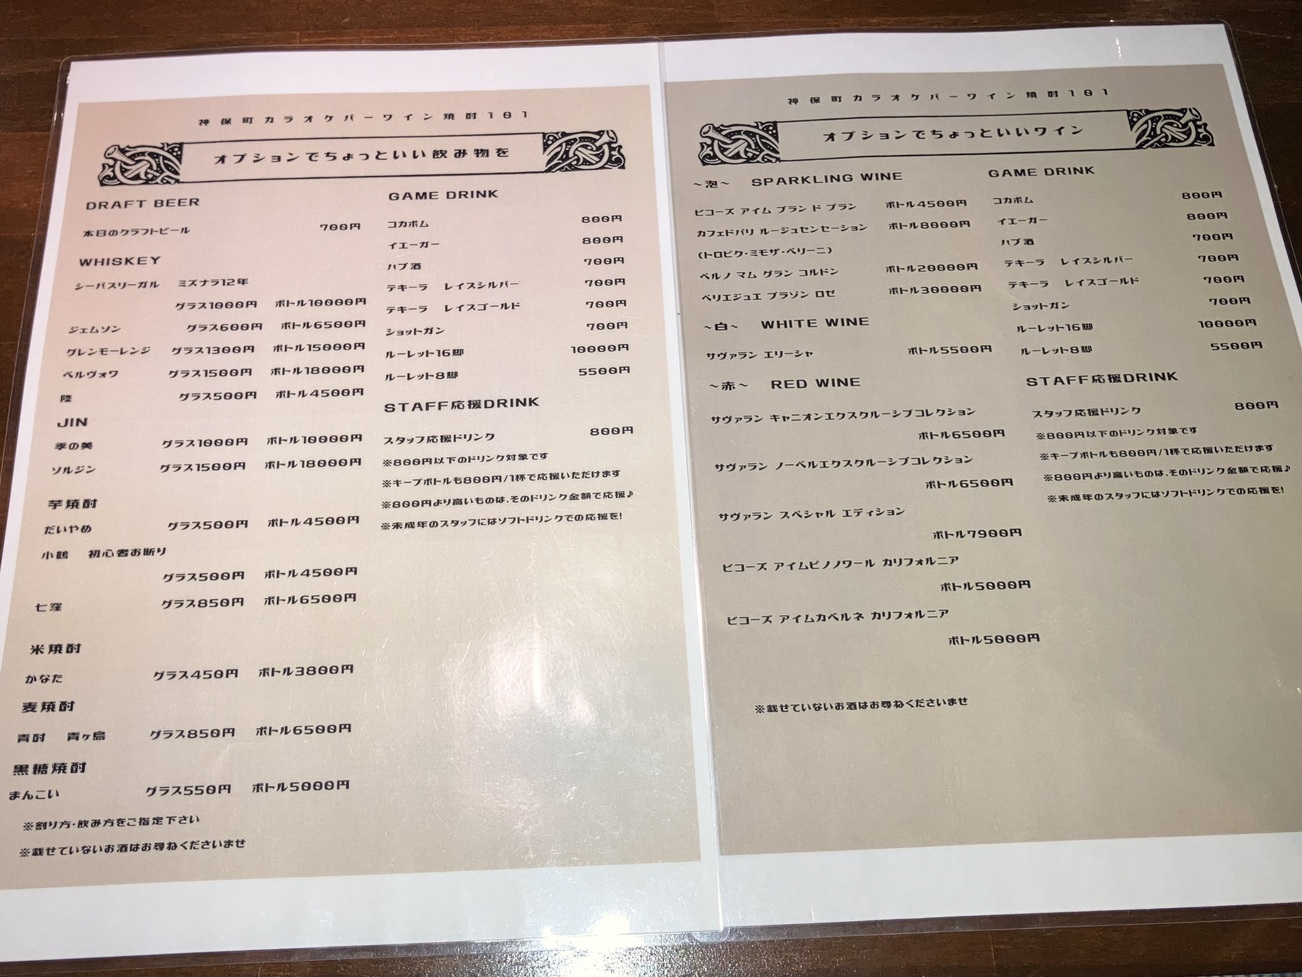 神保町カラオケバーワイン焼酎101
オプションでちょっといい飲み物を
DRAFT BEER
本日のクラフトビール 700円
WHISKEY
シーバスリーガル ミズナラ12年
グラス1000円 ボトル10000円
ジェムソン グラス600円 ボトル6500円
グレンモーレンジ グラス1300円 ボトル15000円
ベルヴォワ グラス1500円 ボトル18000円
陸 グラス500円 ボトル4500円
JIN
季の美 グラス1000円 ボトル10000円
ソルジン グラス1500円 ボトル18000円
芋焼酎
だいやめ グラス500円 ボトル4500円
小鶴 初心者お断り
グラス500円 ボトル4500円
七窪 グラス850円 ボトル6500円
米焼酎
かなた グラス450円 ボトル3800円
麦焼酎
青酎 青ヶ島 グラス850円 ボトル6500円
黒糖焼酎
まんこい グラス550円 ボトル5000円
※割り方・飲み方をご指定下さい
※載せていないお酒はお尋ねくださいませ
GAME DRINK
コカボム 800円
イエーガー 800円
ハブ酒 700円
テキーラ レイスシルバー 700円
テキーラ レイスゴールド 700円
ショットガン 700円
ルーレット16脚 10000円
ルーレット8脚 5500円
STAFF応援DRINK
スタッフ応援ドリンク 800円
※800円以下のドリンク対象です
※キープボトルも800円/1杯で応援いただけます
※800円より高いものは、そのドリンク金額で応援♪
※未成年のスタッフにはソフトドリンクでの応援を!
神保町カラオケバーワイン焼酎101
オプションでちょっといいワイン
～泡～ SPARKLING WINE
ビコーズ アイム ブラン ド ブラン ボトル4500円
カフェドパリ ルージュセンセーション ボトル8000円
(トロピク・ミモザ・ベリーニ)
ペルノ マム グラン コルドン ボトル20000円
ペリエジュエ ブラゾン ロゼ ボトル30000円
～白～ WHITE WINE
サヴァラン エリーシャ ボトル5500円
～赤～ RED WINE
サヴァラン キャニオンエクスクルーシブコレクション
ボトル6500円
サヴァラン ノーベルエクスクルーシブコレクション
ボトル6500円
サヴァラン スペシャル エディション
ボトル7900円
ビコーズ アイムピノノワール カリフォルニア
ボトル5000円
ビコーズ アイムカベルネ カリフォルニア
ボトル5000円
※載せていないお酒はお尋ねくださいませ
GAME DRINK
コカボム 800円
イエーガー 800円
ハブ酒 700円
テキーラ レイスシルバー 700円
テキーラ レイスゴールド 700円
ショットガン 700円
ルーレット16脚 10000円
ルーレット8脚 5500円
STAFF応援DRINK
スタッフ応援ドリンク 800円
※800円以下のドリンク対象です
※キープボトルも800円/1杯で応援いただけます
※800円より高いものは、そのドリンク金額で応援♪
※未成年のスタッフにはソフトドリンクでの応援を!